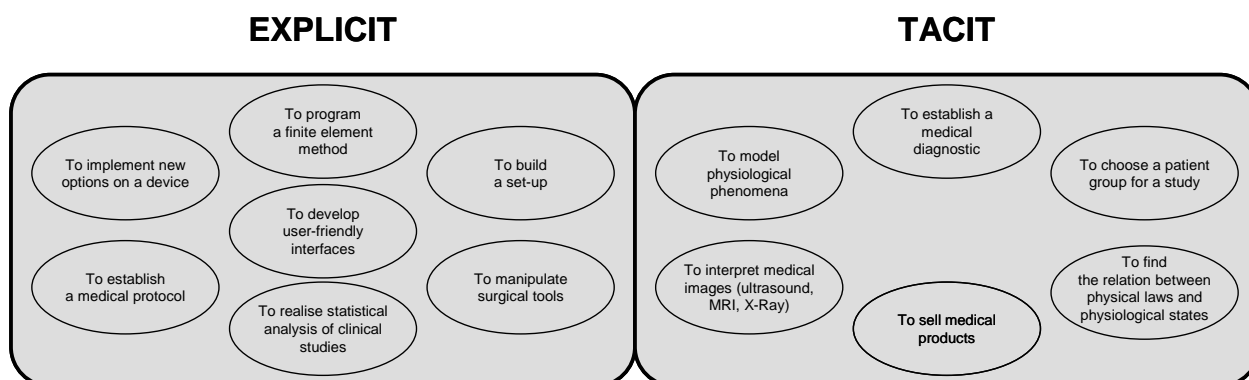 EXPLICIT
TACIT
To program
a finite element
method
To implement new
options on a device
To build
a set-up
To develop
user-friendly
interfaces
To establish
a medical protocol
To manipulate
surgical tools
To realise statistical
analysis of clinical
studies
To establish a
medical
diagnostic
To model
physiological
phenomena
To choose a patient
group for a study
To interpret medical
images (ultrasound,
MRI, X-Ray)
To find
the relation between
physical laws and
physiological states
To sell medical
products